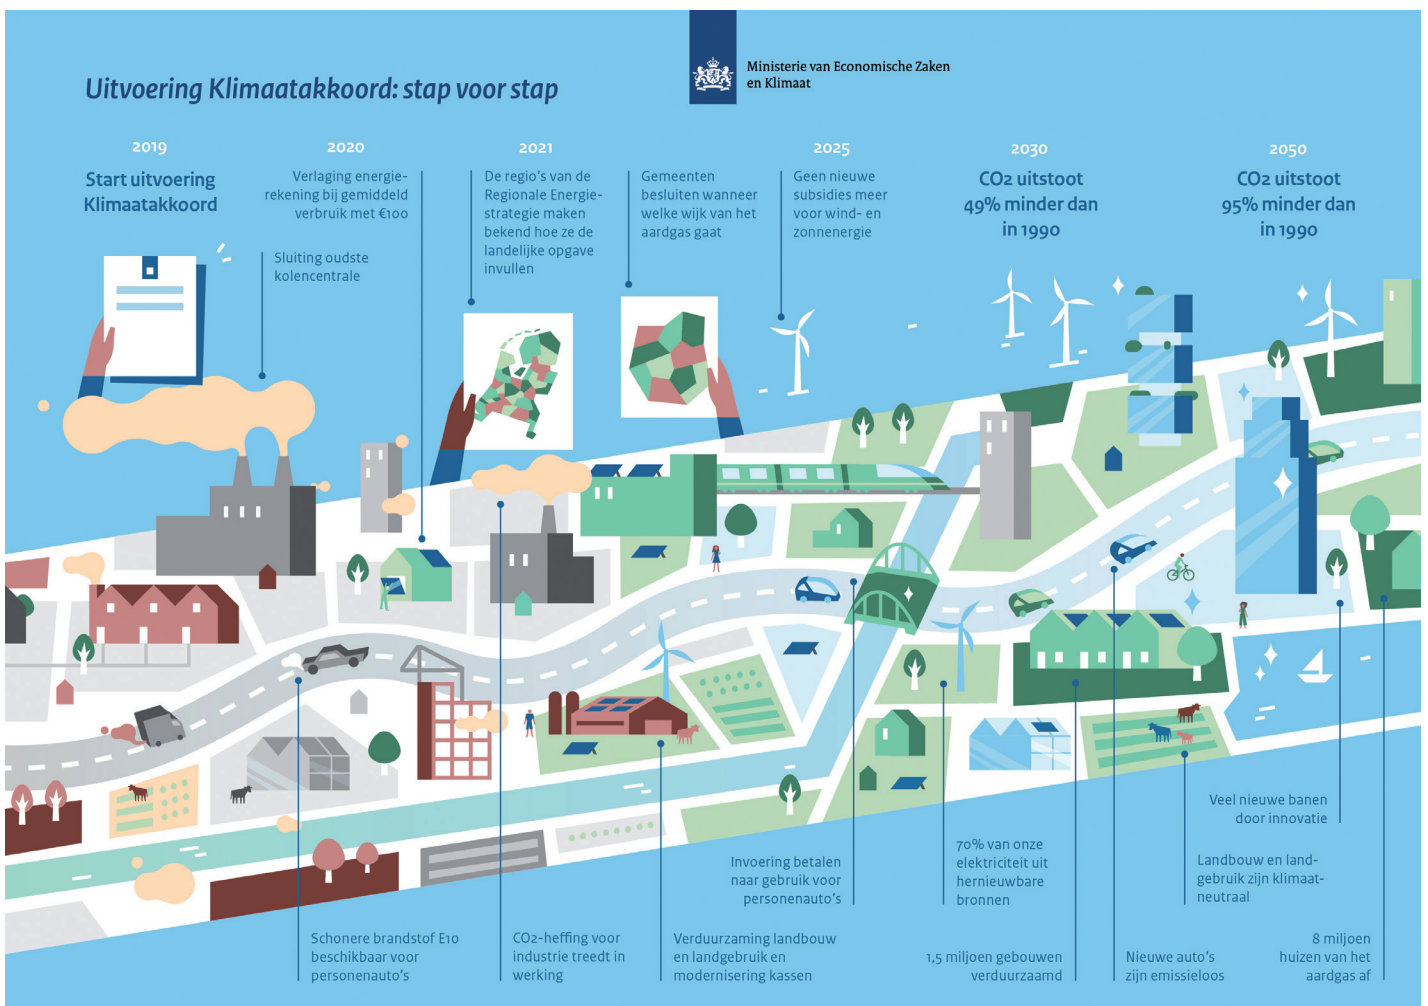 Ministerie van Economische Zaken
en Klimaat
Uitvoering Klimaatakkoord: stap voor stap
2019
Start uitvoering
Klimaatakkoord
2020
Verlaging energie-
rekening bij gemiddeld
verbruik met €100
Sluiting oudste
kolencentrale
2021
De regio's van de
Regionale Energie-
strategie maken
bekend hoe ze de
landelijke opgave
invullen
Gemeenten
besluiten wanneer
welke wijk van het
aardgas gaat
2025
Geen nieuwe
subsidies meer
voor wind- en
zonnenergie
2030
CO2 uitstoot
49% minder dan
in 1990
2050
CO2 uitstoot
95% minder dan
in 1990
Schonere brandstof E10
beschikbaar voor
personenauto's
CO2-heffing voor
industrie treedt in
werking
Verduurzaming landbouw
en landgebruik en
modernisering kassen
Invoering betalen
naar gebruik voor
personenauto's
70% van onze
elektriciteit uit
hernieuwbare
bronnen
1,5 miljoen gebouwen
verduurzaamd
Nieuwe auto's
zijn emissieloos
Landbouw en land-
gebruik zijn klimaat-
neutraal
Veel nieuwe banen
door innovatie
8 miljoen
huizen van het
aardgas af